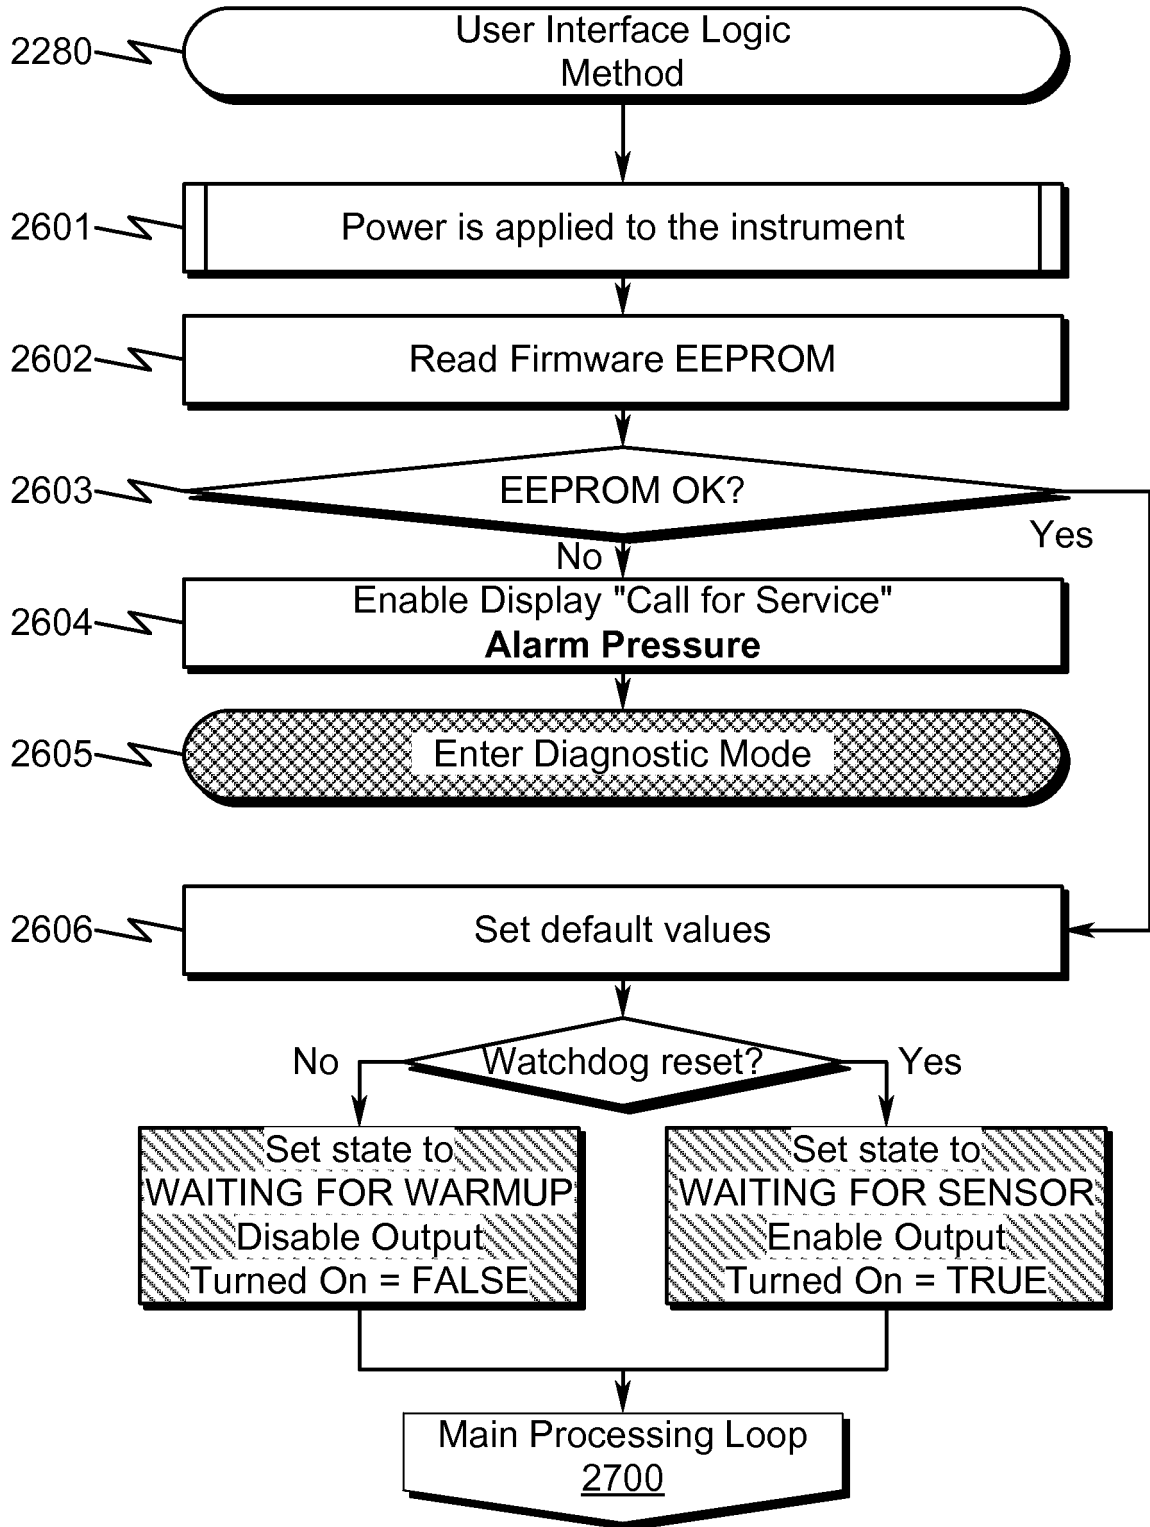 2280
User Interface Logic
Method
2601
Power is applied to the instrument
2602
Read Firmware EEPROM
2603
EEPROM OK?
Yes
No
2604
Enable Display "Call for Service"
Alarm Pressure
2605
Enter Diagnostic Mode
2606
Set default values
No
Watchdog reset?
Yes
Set state to
WAITING FOR WARMUP
Disable Output
Turned On = FALSE
Set state to
WAITING FOR SENSOR
Enable Output
Turned On = TRUE
Main Processing Loop
2700